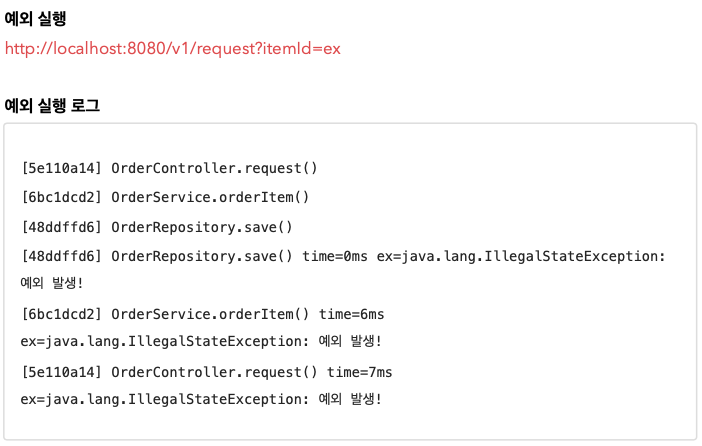 예외 실행
http://localhost:8080/v1/request?itemId=ex
예외 실행 로그
[5e110a14] OrderController.request()
[6bc1dcd2] OrderService.orderItem()
[48ddffd6] OrderRepository.save()
[48ddffd6] OrderRepository.save() time=0ms ex=java.lang.IllegalStateException:
예외 발생!
[6bc1dcd2] OrderService.orderItem() time=6ms
ex=java.lang.IllegalStateException: 예외 발생!
[5e110a14] OrderController.request() time=7ms
ex=java.lang.IllegalStateException: 예외 발생!